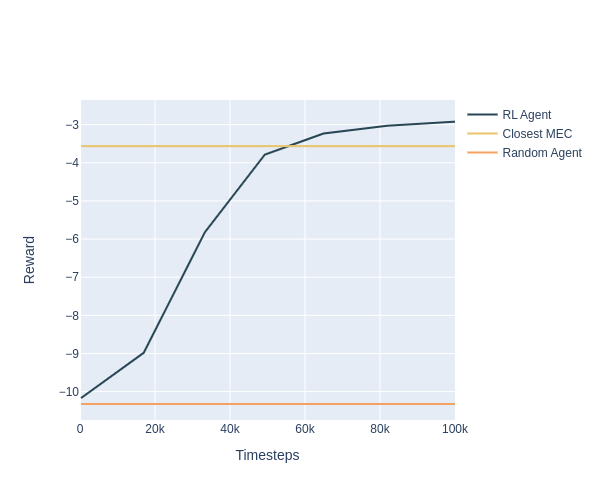 RL Agent
Closest MEC
Random Agent
−3
−4
−5
−6
−7
−8
−9
−10
Reward
0 20k 40k 60k 80k 100k
Timesteps